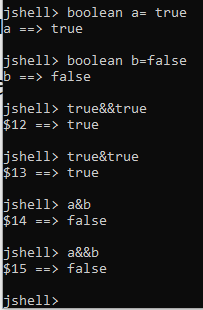 jshell> boolean a= true
a ==> true
jshell> boolean b=false
b ==> false
jshell> true&&true
$12 ==> true
jshell> true&true
$13 ==> true
jshell> a&b
$14 ==> false
jshell> a&&b
$15 ==> false
jshell>